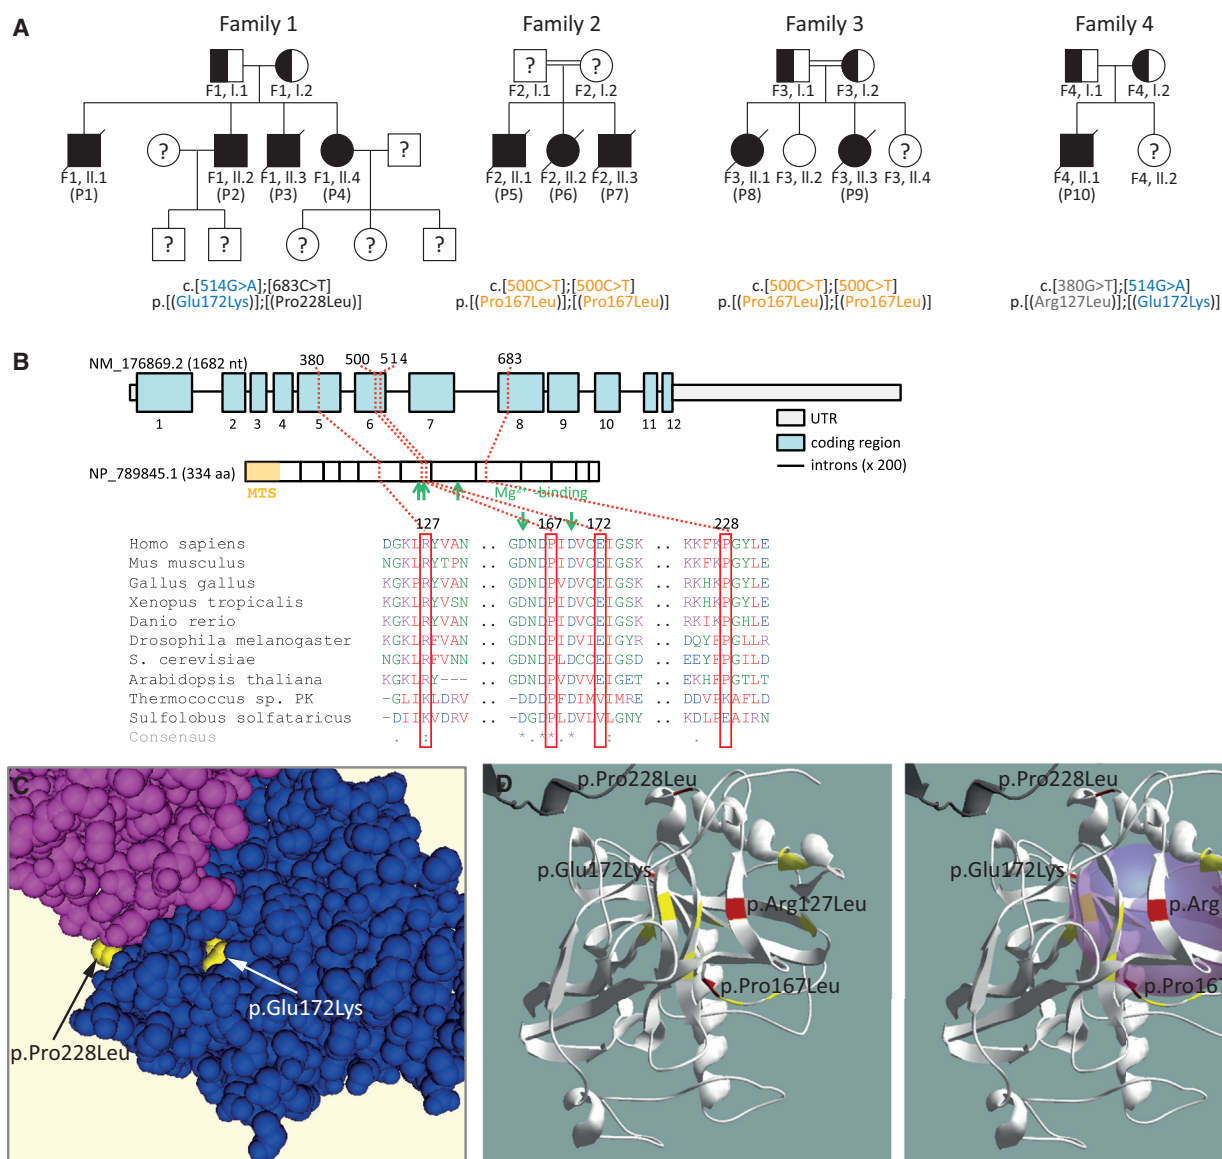 A
Family 1
Family 2
Family 3
Family 4
F1, I.1
F1, I.2
? ?
F2, I.1
F2, I.2
F3, I.1
F3, I.2
F4, I.1
F4, I.2
? ? ? ?
F1, II.1
(P1)
F1, II.2
(P2)
F1, II.3
(P3)
F1, II.4
(P4)
F2, II.1
(P5)
F2, II.2
(P6)
F2, II.3
(P7)
F3, II.1
(P8)
F3, II.2
F3, II.3
(P9)
F3, II.4
F4, II.1
(P10)
F4, II.2
? ? ? ? ?
c.[514G>A];[683C>T]
p.[(Glu172Lys)];[(Pro228Leu)]
c.[500C>T];[500C>T]
p.[(Pro167Leu)];[(Pro167Leu)]
c.[500C>T];[500C>T]
p.[(Pro167Leu)];[(Pro167Leu)]
c.[380G>T];[514G>A]
p.[(Arg127Leu)];[(Glu172Lys)]
B
NM_176869.2 (1682 nt)
380 500 514 683
1 2 3 4 5 6 7 8 9 10 11 12
UTR
coding region
introns (x 200)
NP_789845.1 (334 aa)
MTS
Mg²⁺-binding
127 167 172 228
Homo sapiens DGKLRYVAN .. GDNDPIDVCEIGSK .. KKFKPGYLE
Mus musculus NGKLRYTPN .. GDNDPIDVCEIGSK .. KKFKPGYLE
Gallus gallus KGKPRYVAN .. GDNDPVDVCEIGSK .. RKHKPGYLE
Xenopus tropicalis KGKLRYVSN .. GDNDPIDVCEIGSK .. RKHKPGYLE
Danio rerio KGKLRYVAN .. GDNDPIDVCEIGSK .. RKIKPGHLE
Drosophila melanogaster KGKLRFVAN .. GDNDPIDVIEIGYR .. DQYFPGLLR
S. cerevisiae NGKLRFVNN .. GDNDPLDCCEIGSD .. EEYFPGILD
Arabidopsis thaliana KGKLRY--- .. GDNDPVDVVEIGET .. EKHFPGTLT
Thermococcus sp. PK -GLIKLDRV .. -DDDPFDIMVIMRE .. DDVPKAFLD
Sulfolobus solfataricus -DIIKVDRV .. -DGDPLDVLVLGNY .. KDLPEAIRN
Consensus . : *.**.* : .
C
p.Pro228Leu
p.Glu172Lys
D
p.Pro228Leu
p.Glu172Lys
p.Arg127Leu
p.Pro167Leu
p.Pro228Leu
p.Glu172Lys
p.Arg
p.Pro167